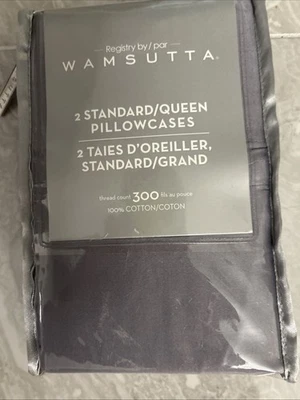 Registry by / par
WAMSUTTA®
2 STANDARD/QUEEN
PILLOWCASES
2 TAIES D'OREILLER,
STANDARD/GRAND
thread count 300 fils au pouce
100% COTTON/COTON